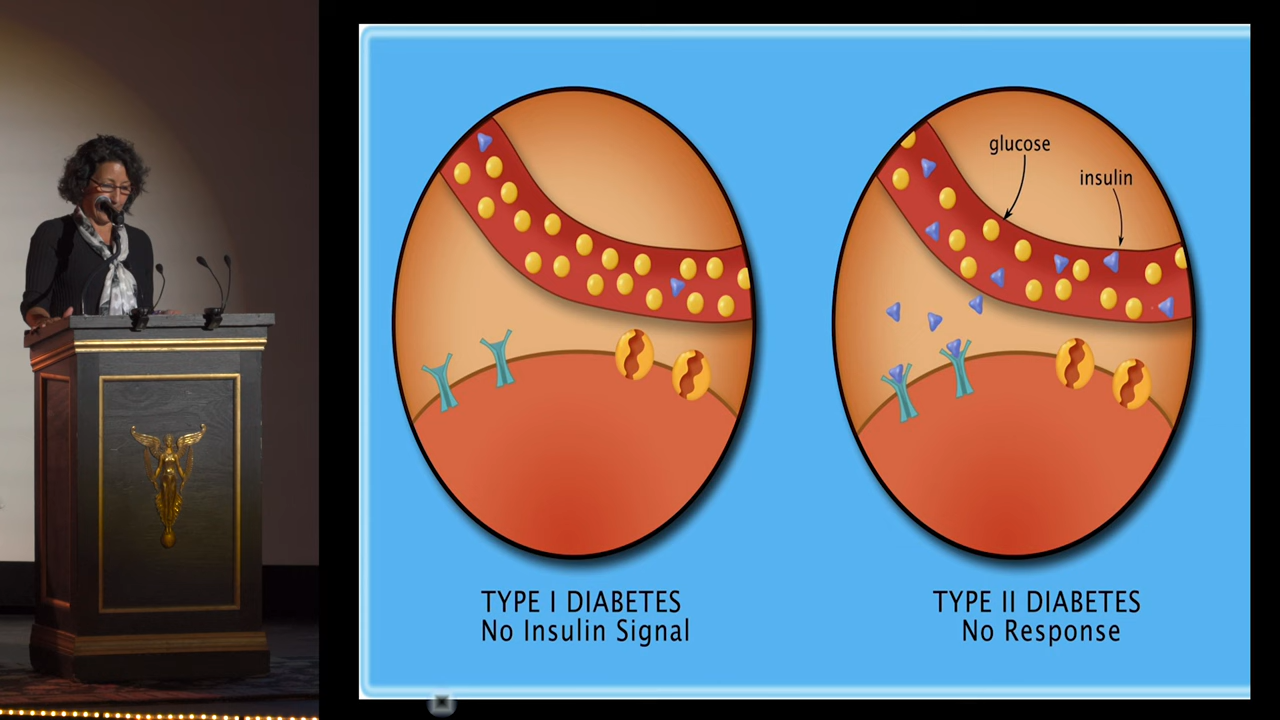 glucose
insulin
TYPE I DIABETES
No Insulin Signal
TYPE II DIABETES
No Response